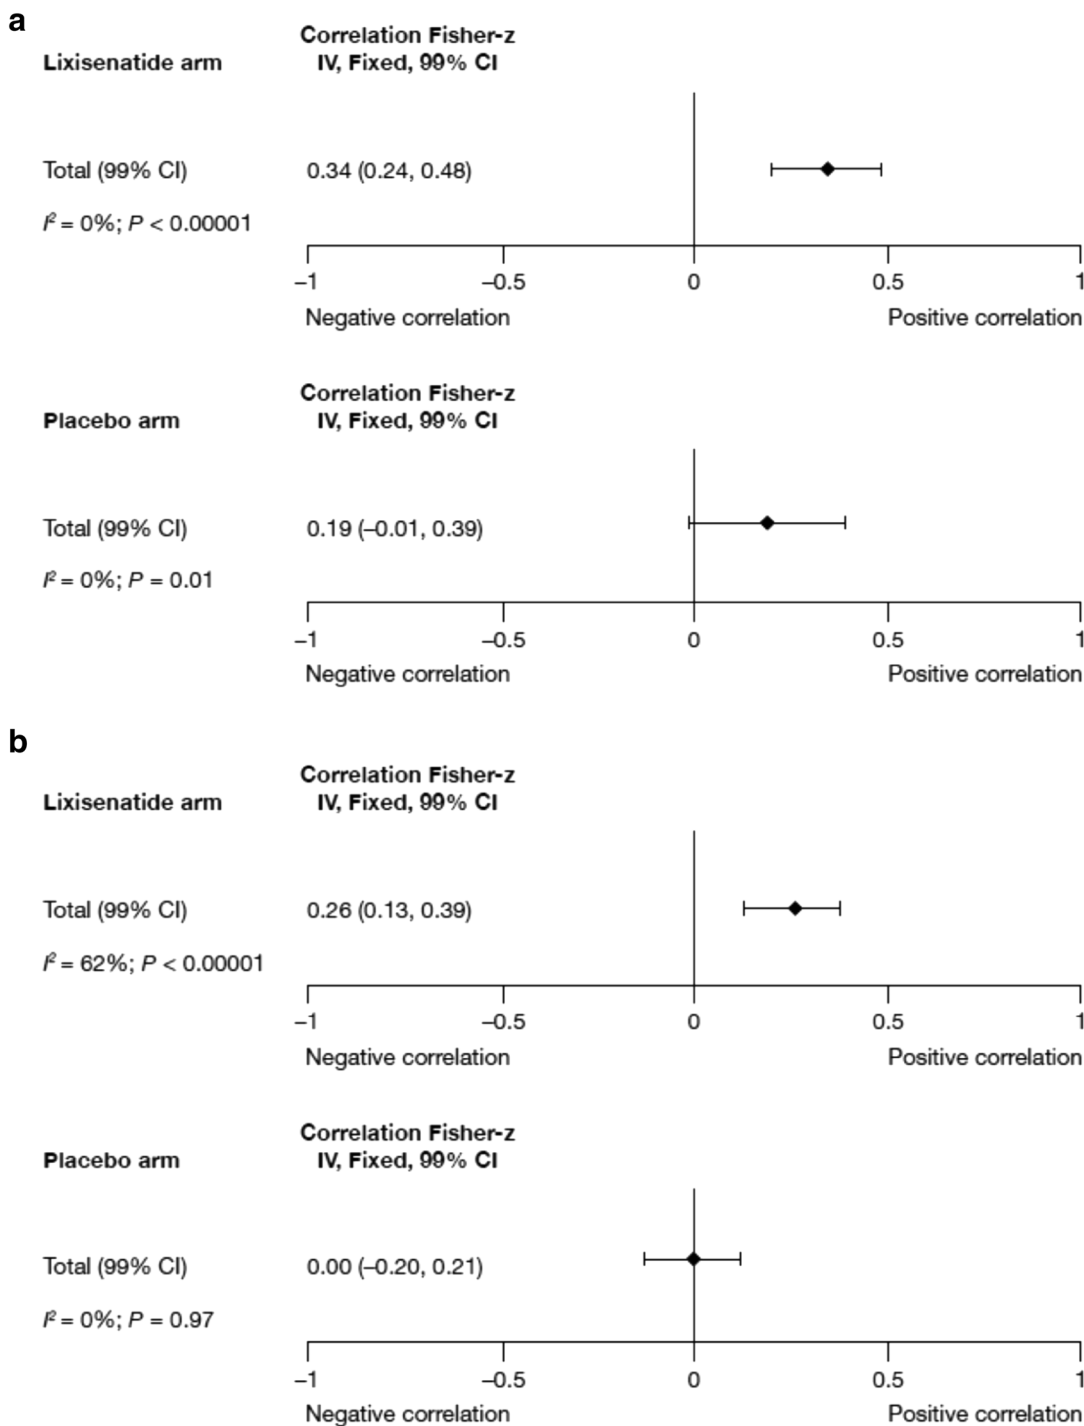 a
Correlation Fisher-z
Lixisenatide arm IV, Fixed, 99% CI
Total (99% CI) 0.34 (0.24, 0.48)
I² = 0%; P < 0.00001
–1 –0.5 0 0.5 1
Negative correlation Positive correlation
Correlation Fisher-z
Placebo arm IV, Fixed, 99% CI
Total (99% CI) 0.19 (–0.01, 0.39)
I² = 0%; P = 0.01
–1 –0.5 0 0.5 1
Negative correlation Positive correlation
b
Correlation Fisher-z
Lixisenatide arm IV, Fixed, 99% CI
Total (99% CI) 0.26 (0.13, 0.39)
I² = 62%; P < 0.00001
–1 –0.5 0 0.5 1
Negative correlation Positive correlation
Correlation Fisher-z
Placebo arm IV, Fixed, 99% CI
Total (99% CI) 0.00 (–0.20, 0.21)
I² = 0%; P = 0.97
–1 –0.5 0 0.5 1
Negative correlation Positive correlation